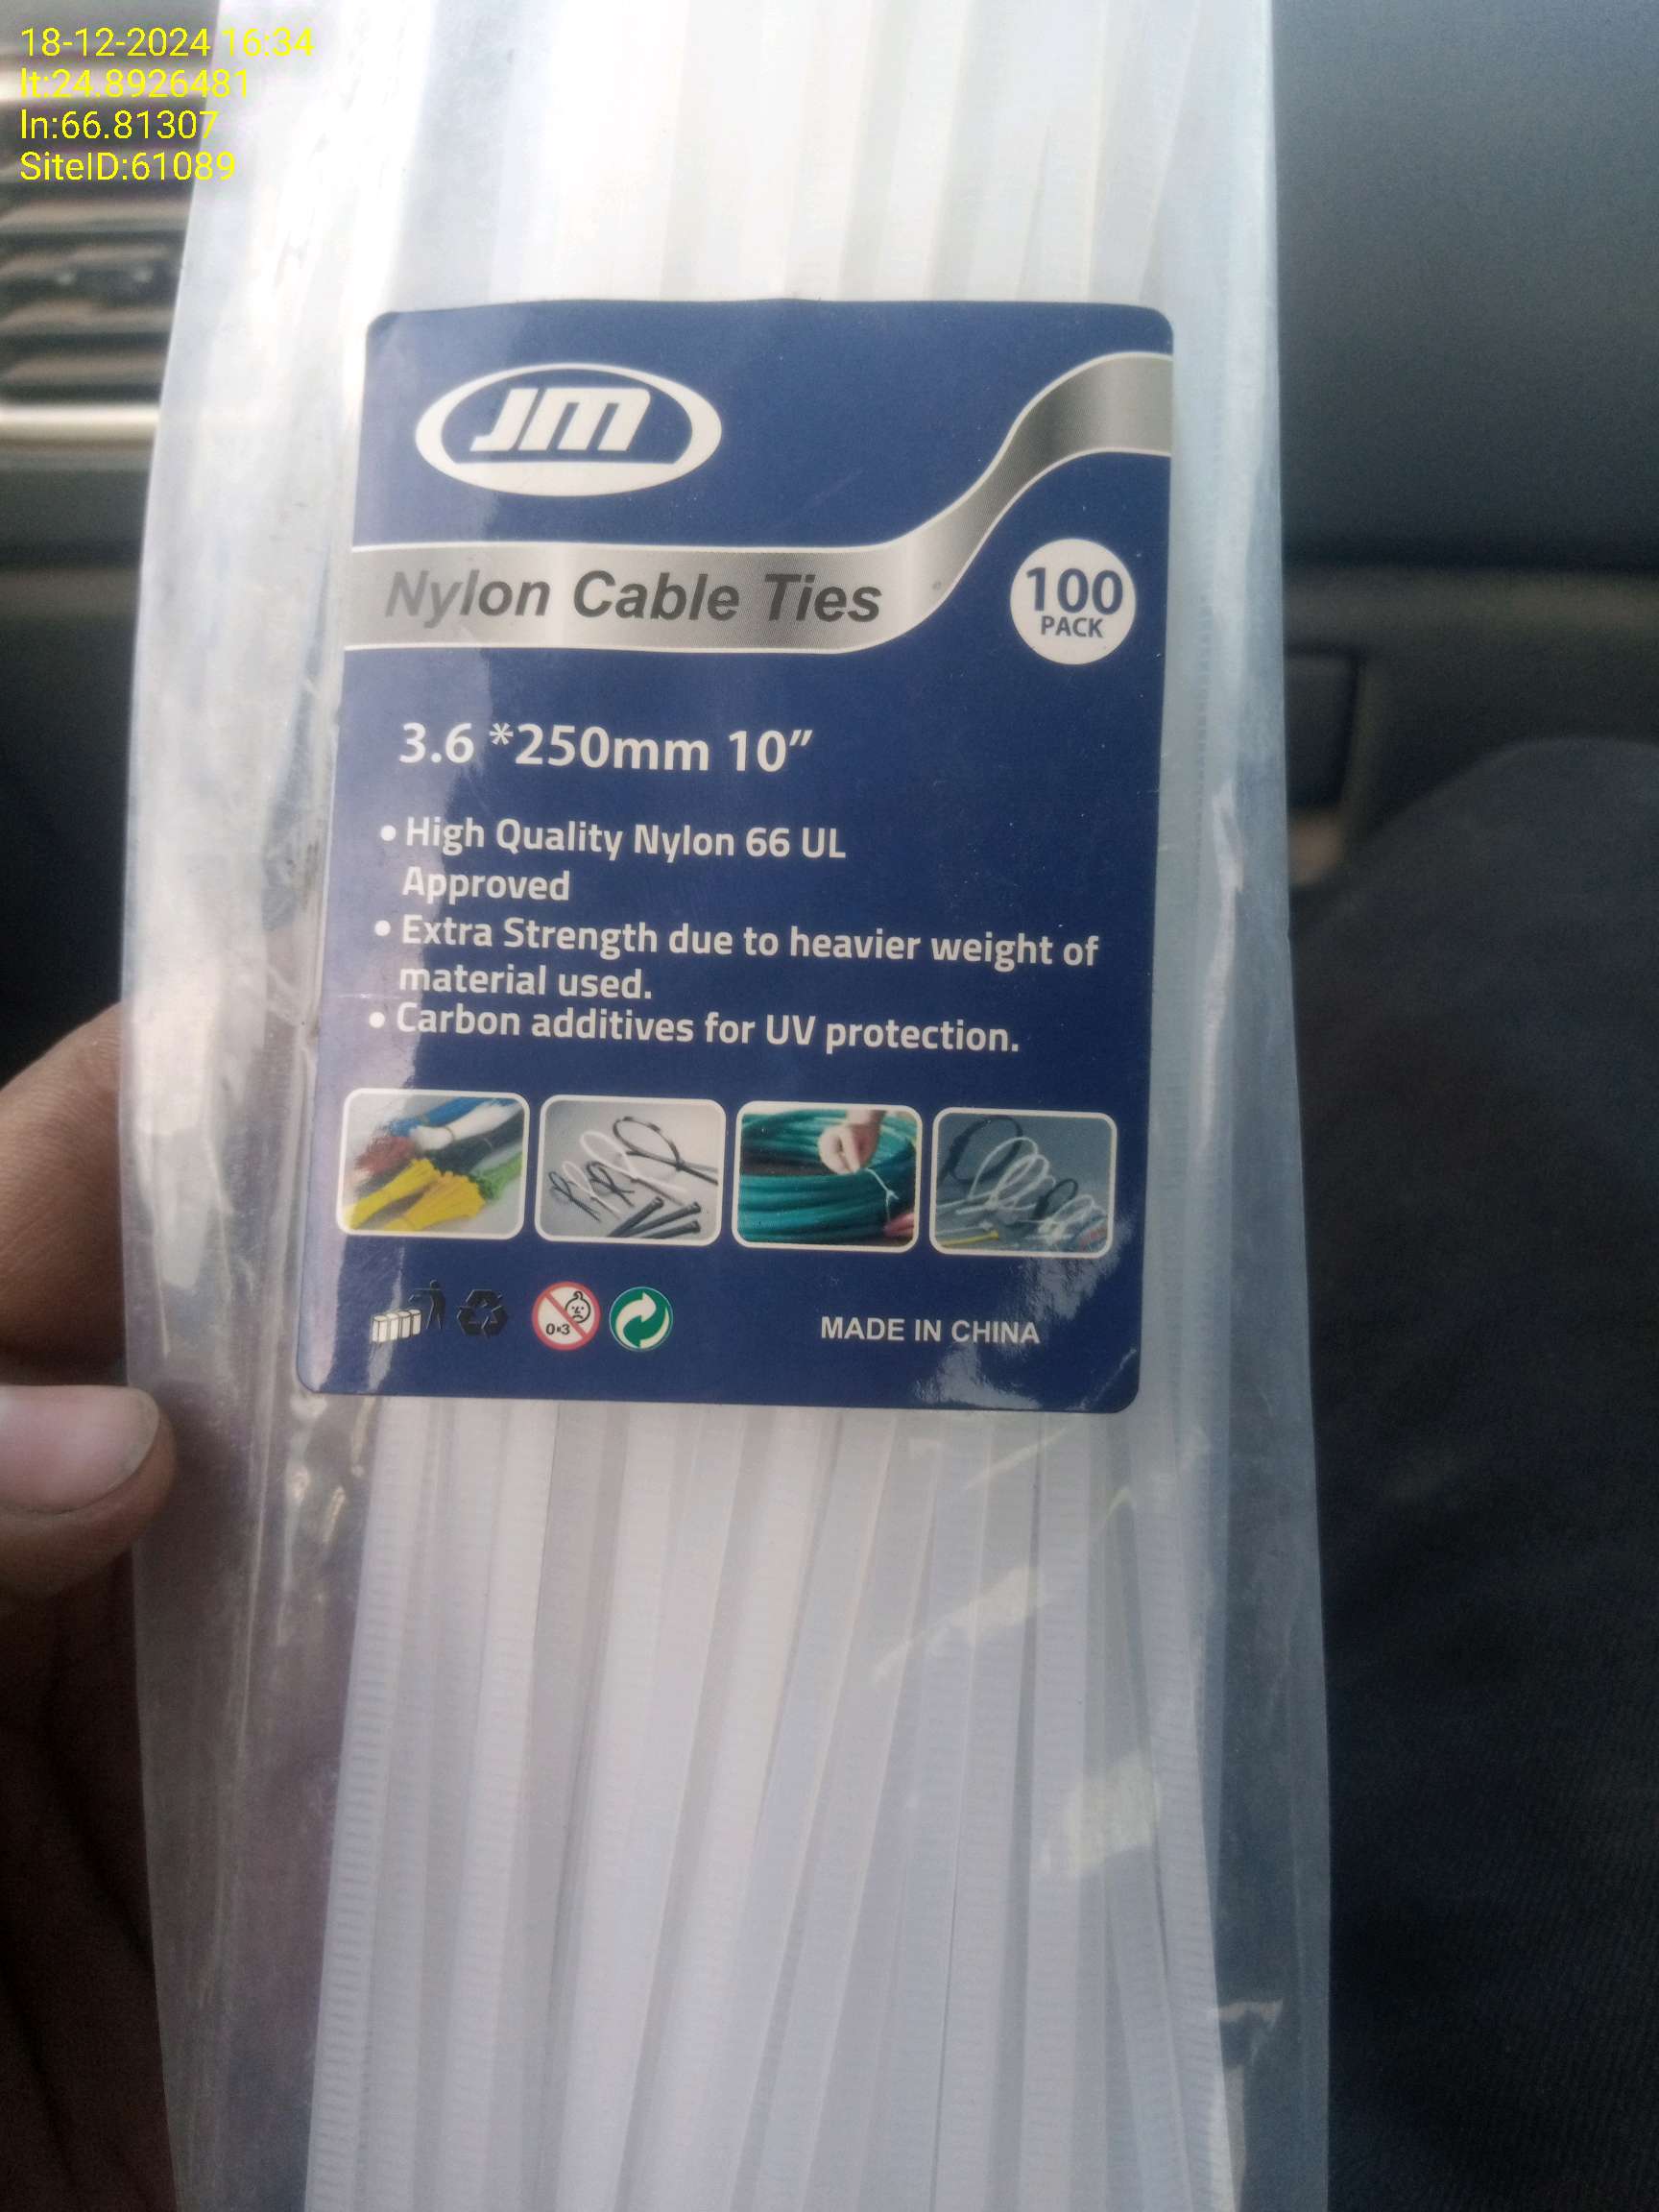 18-12-2024 16:34
lt:24.8926481
ln:66.81307
SiteID:61089
JM
Nylon Cable Ties
100
PACK
3.6 *250mm 10”
• High Quality Nylon 66 UL
Approved
• Extra Strength due to heavier weight of
material used.
• Carbon additives for UV protection.
0-3
MADE IN CHINA